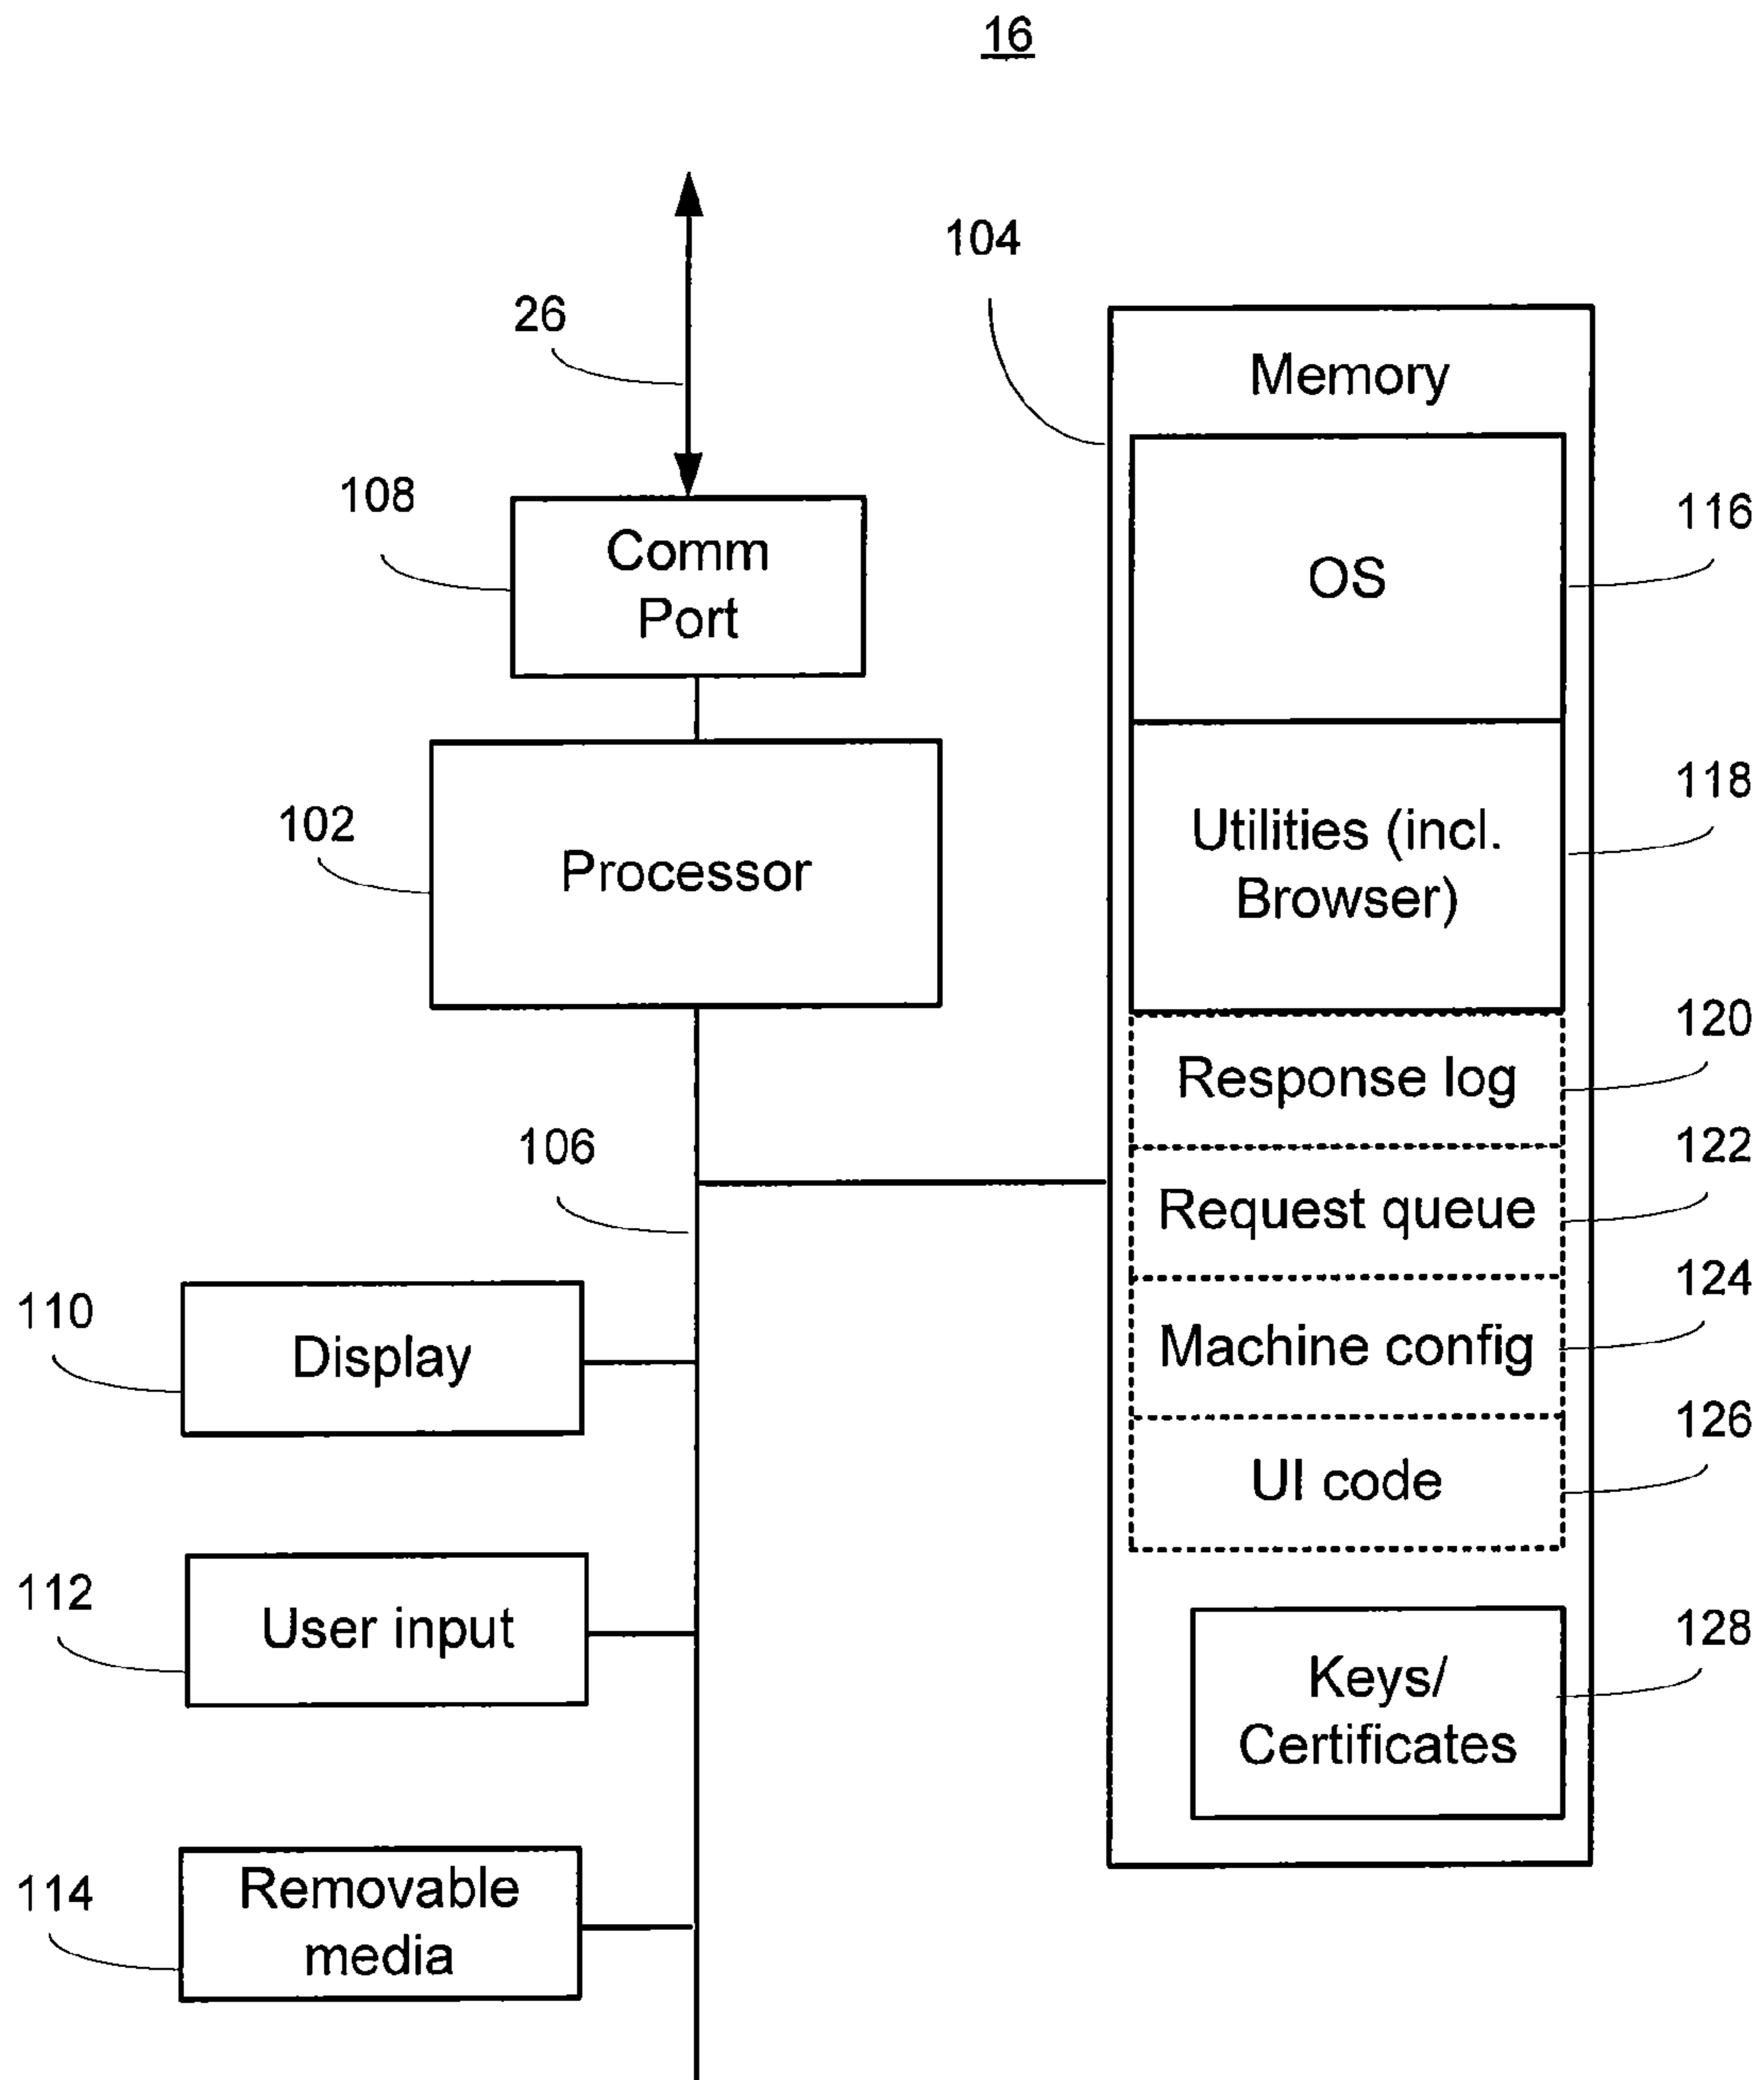 16
26
104
Memory
108
Comm
Port
OS
116
102
Processor
Utilities (incl.
Browser)
118
Response log
120
106
Request queue
122
110
Display
Machine config
124
UI code
126
112
User input
Keys/
Certificates
128
114
Removable
media